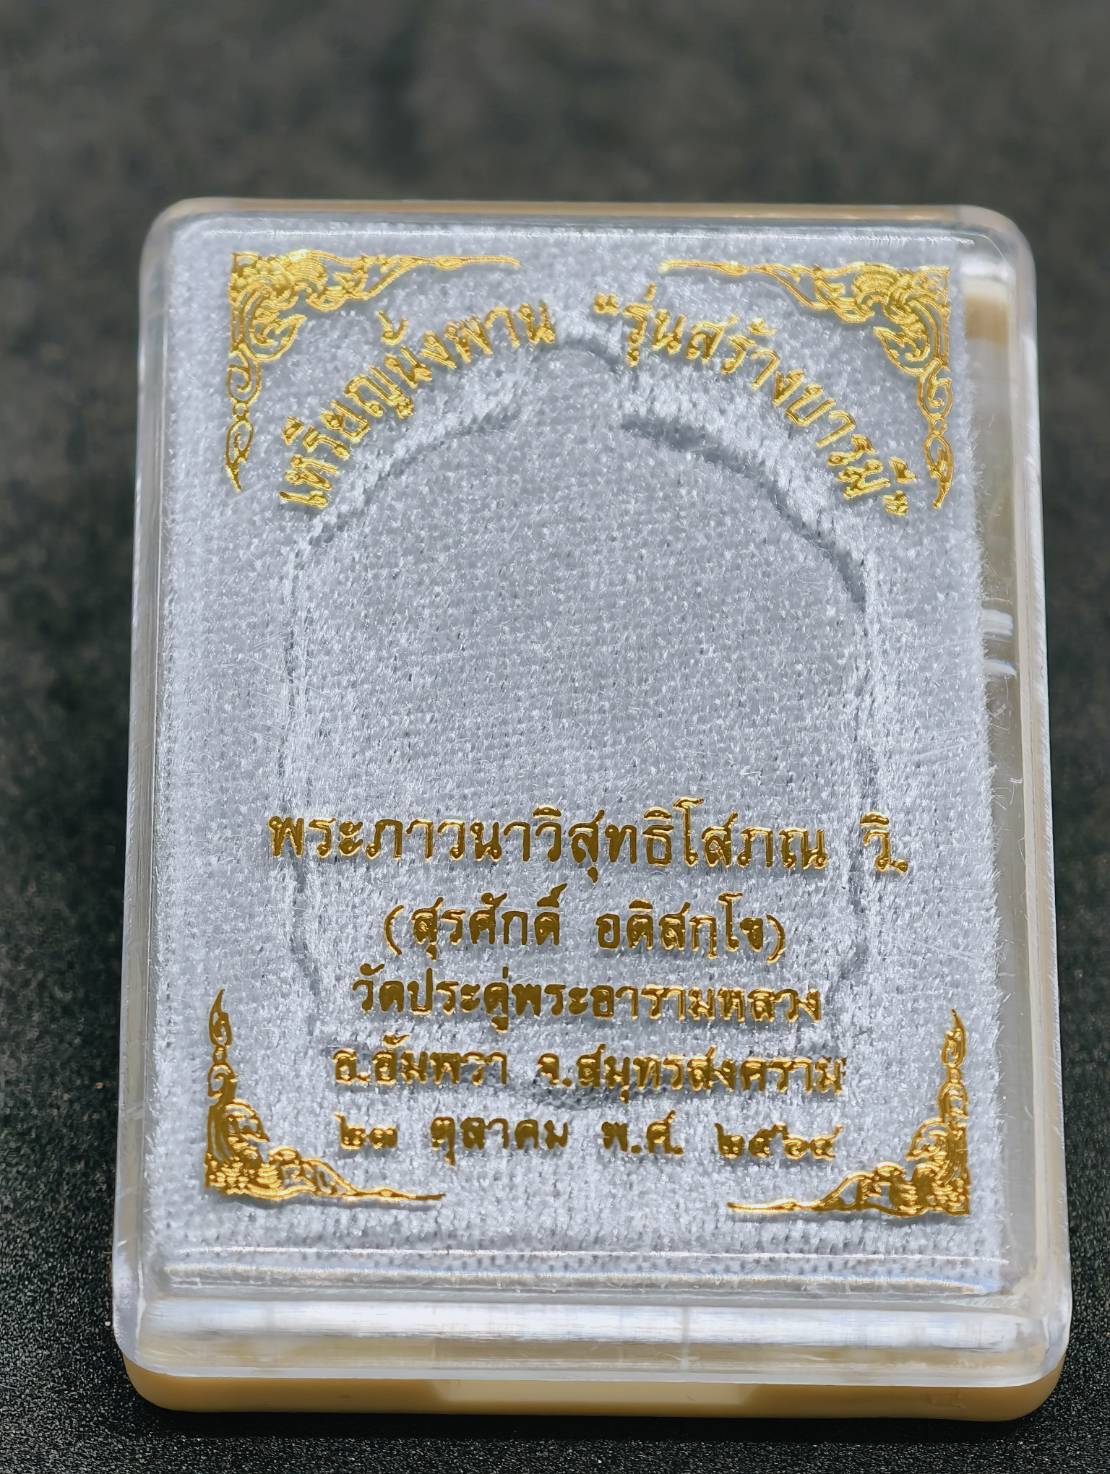 เหรียญนั่งพาน "รุ่นสร้างบารมี"
พระภาวนาวิสุทธิโสภณ วิ.
(สุรศักดิ์ อติสกฺโข)
วัดประดู่พระอารามหลวง
อ.อัมพวา จ.สมุทรสงคราม
๒๓ ตุลาคม พ.ศ. ๒๕๖๔